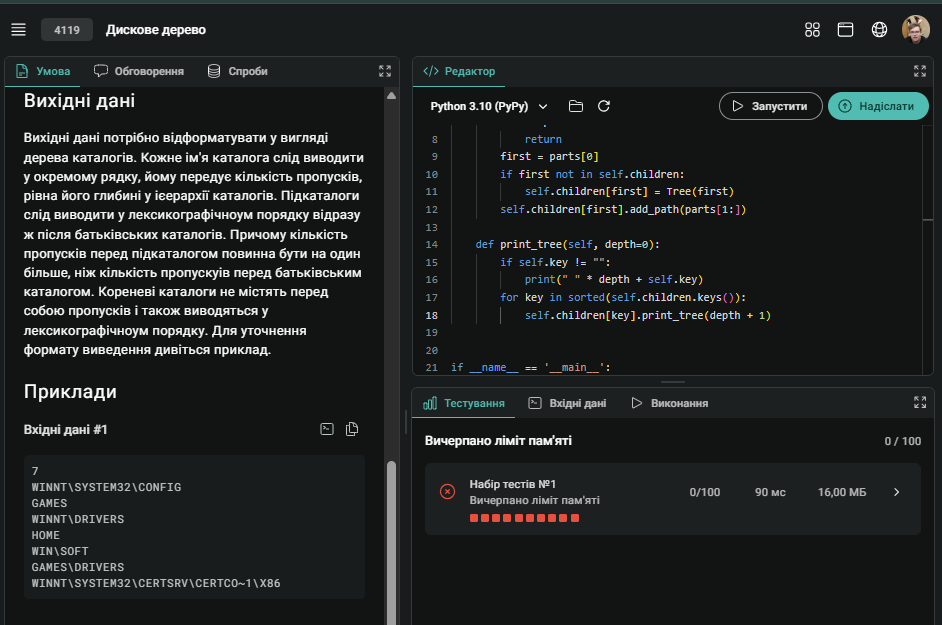 4119
Дискове дерево
Умова
Обговорення
Спроби
Вихідні дані
Вихідні дані потрібно відформатувати у вигляді
дерева каталогів. Кожне ім'я каталога слід виводити
у окремому рядку, йому передує кількість пропусків,
рівна його глибині у ієрархії каталогів. Підкаталоги
слід виводити у лексикографічноум порядку відразу
ж після батьківських каталогів. Причому кількість
пропусків перед підкаталогом повинна бути на один
більше, ніж кількість пропускуів перед батьківським
каталогом. Кореневі каталоги не містять перед
собою пропусків і також виводяться у
лексикографічноум порядку. Для уточнення
формату виведення дивіться приклад.
Приклади
Вхідні дані #1
7
WINNT\SYSTEM32\CONFIG
GAMES
WINNT\DRIVERS
HOME
WIN\SOFT
GAMES\DRIVERS
WINNT\SYSTEM32\CERTSRV\CERTCO~1\X86
</> Редактор
Python 3.10 (PyPy)
Запустити
Надіслати
8 return
9 first = parts[0]
10 if first not in self.children:
11 self.children[first] = Tree(first)
12 self.children[first].add_path(parts[1:])
13
14 def print_tree(self, depth=0):
15 if self.key != "":
16 print(" " * depth + self.key)
17 for key in sorted(self.children.keys()):
18 self.children[key].print_tree(depth + 1)
19
20
21 if __name__ == '__main__':
Тестування
Вхідні дані
Виконання
Вичерпано ліміт пам'яті
0 / 100
Набір тестів №1
Вичерпано ліміт пам'яті
0/100
90 мс
16,00 МБ